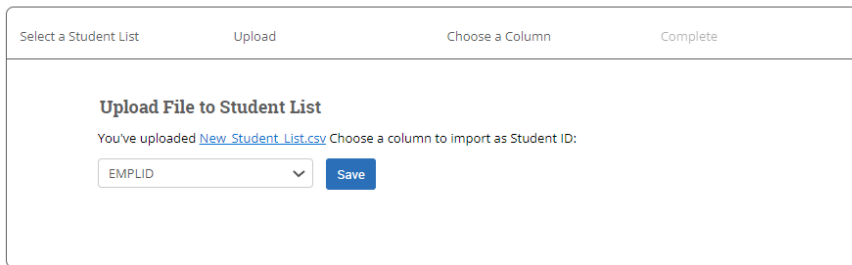 Select a Student List Upload Choose a Column Complete
Upload File to Student List
You've uploaded New_Student_List.csv Choose a column to import as Student ID:
EMPLID Save